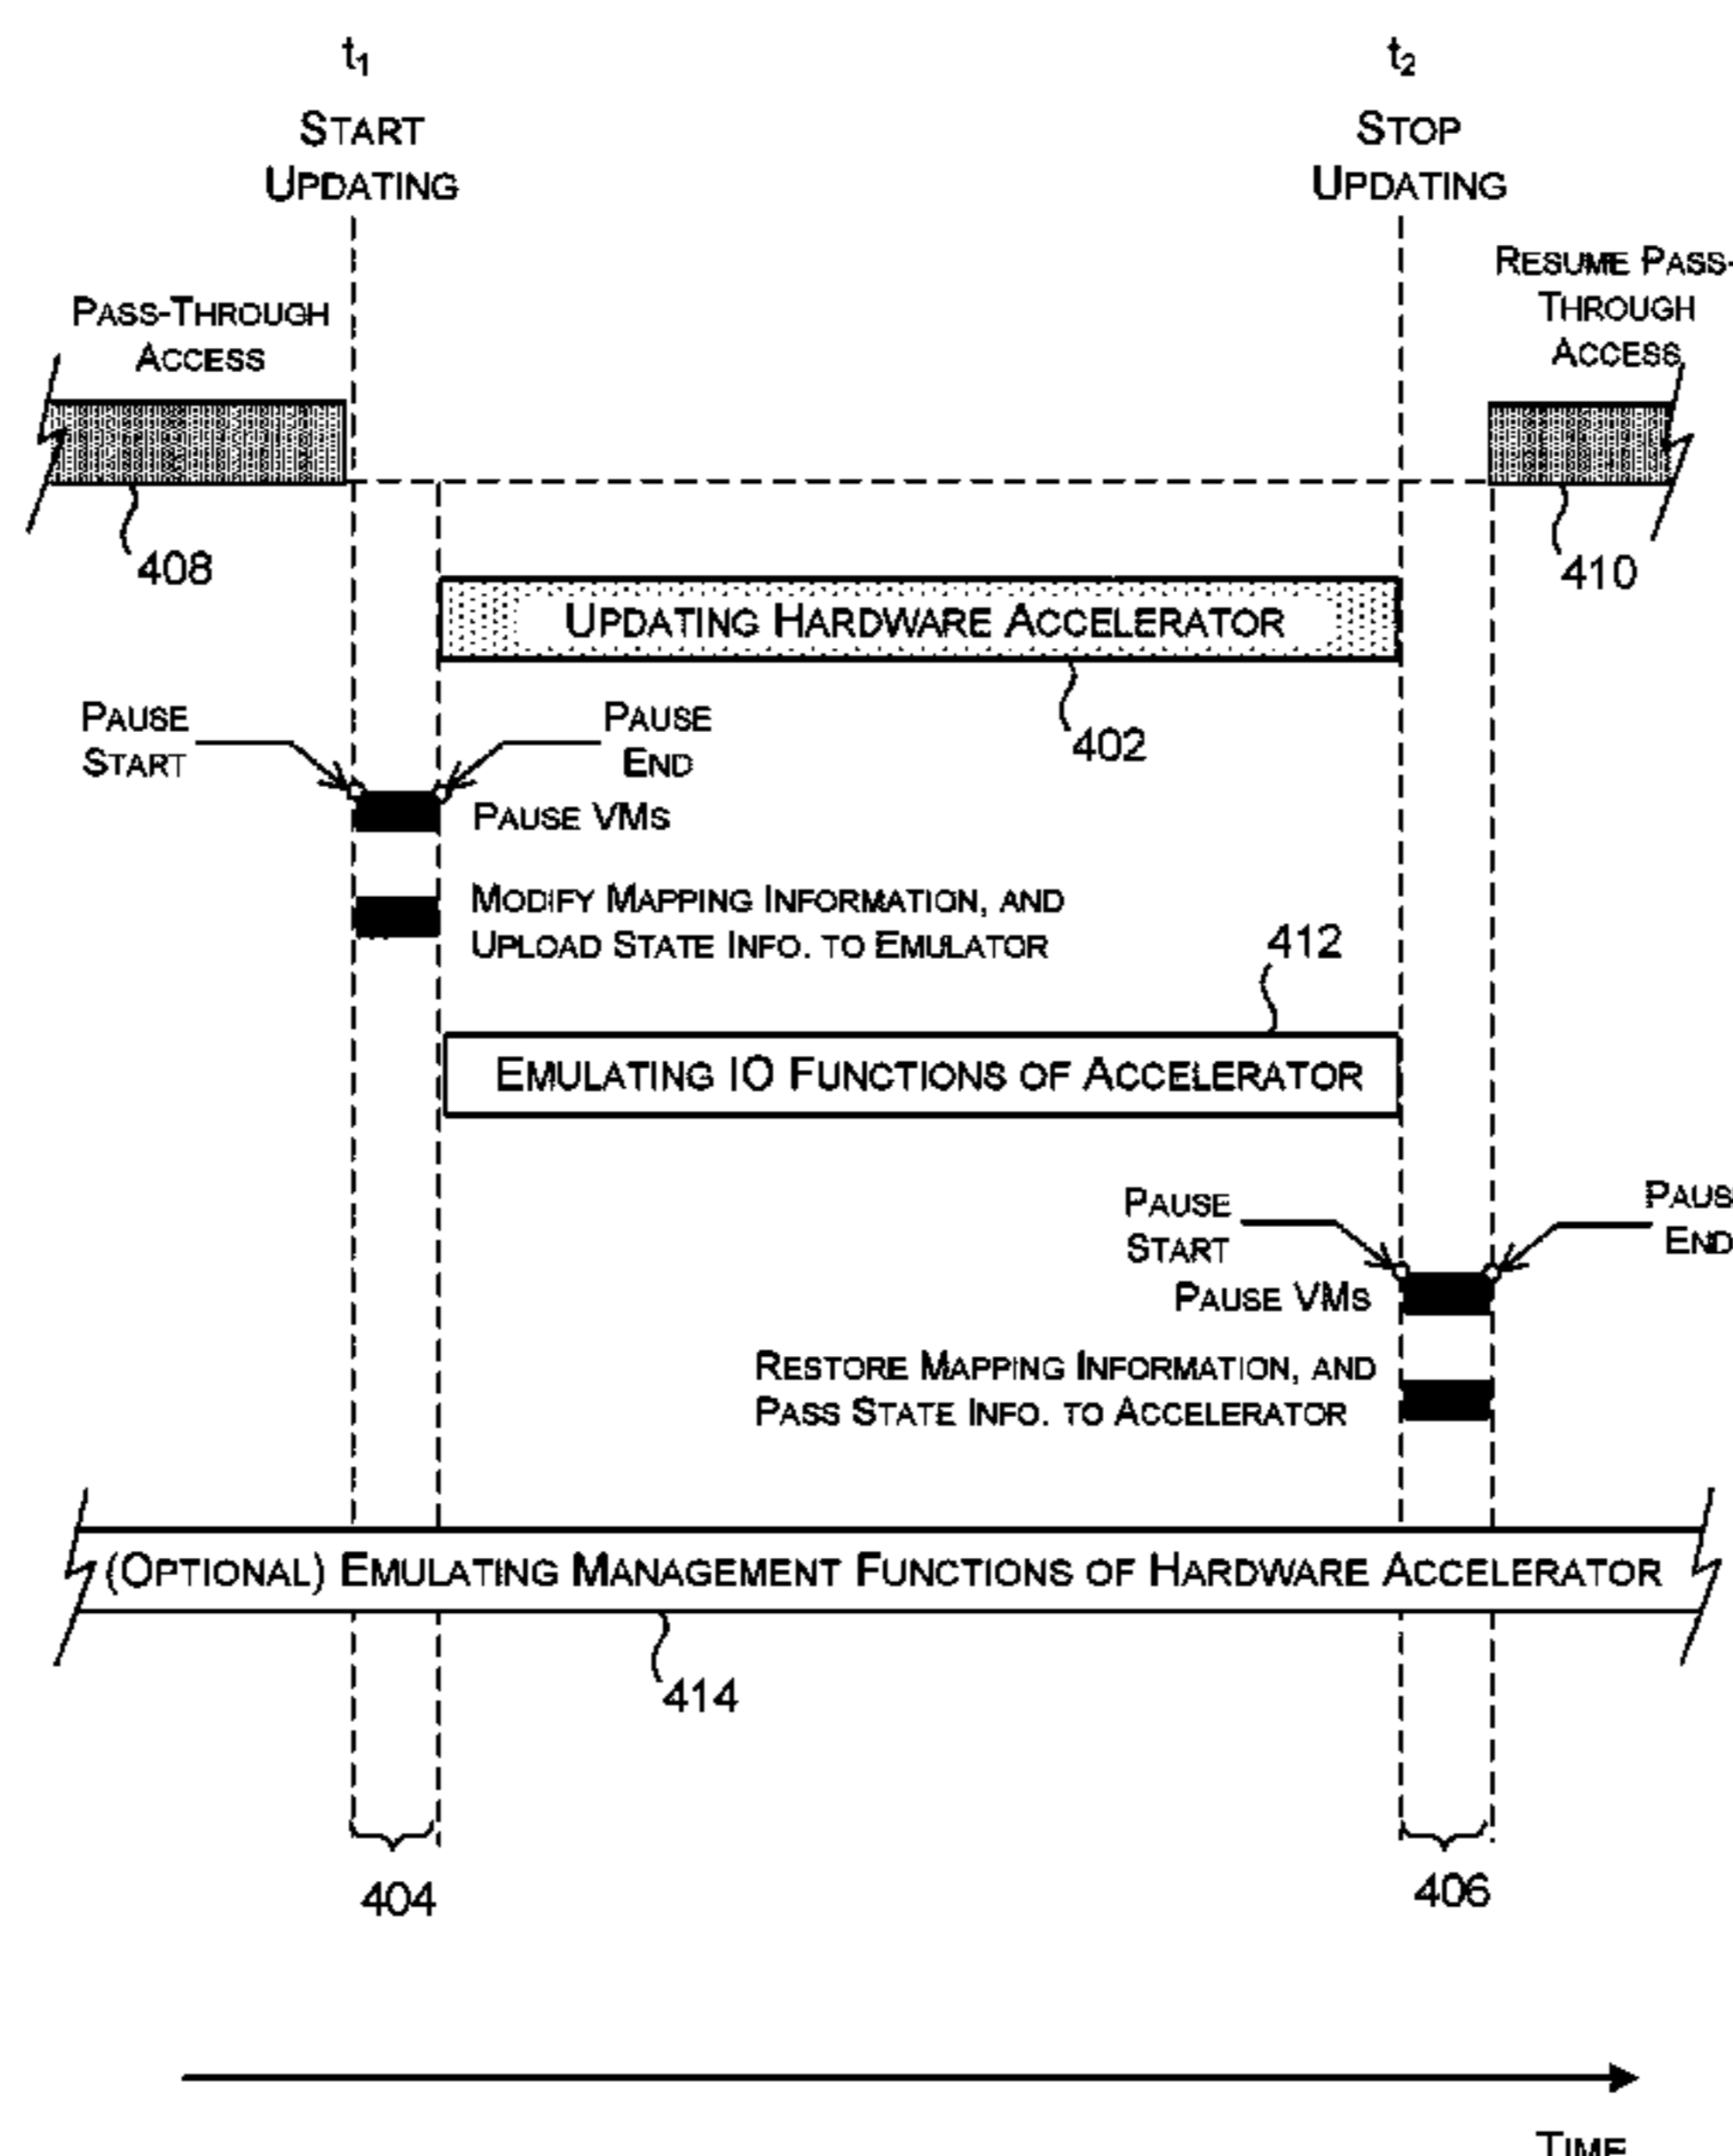 t1
t2
START
UPDATING
STOP
UPDATING
PASS-THROUGH
ACCESS
RESUME PASS-
THROUGH
ACCESS
408
410
UPDATING HARDWARE ACCELERATOR
402
PAUSE
START
PAUSE
END
PAUSE VMS
MODIFY MAPPING INFORMATION, AND
UPLOAD STATE INFO. TO EMULATOR
412
EMULATING IO FUNCTIONS OF ACCELERATOR
PAUSE
START
PAUS
END
PAUSE VMS
RESTORE MAPPING INFORMATION, AND
PASS STATE INFO. TO ACCELERATOR
(OPTIONAL) EMULATING MANAGEMENT FUNCTIONS OF HARDWARE ACCELERATOR
414
404
406
TIME